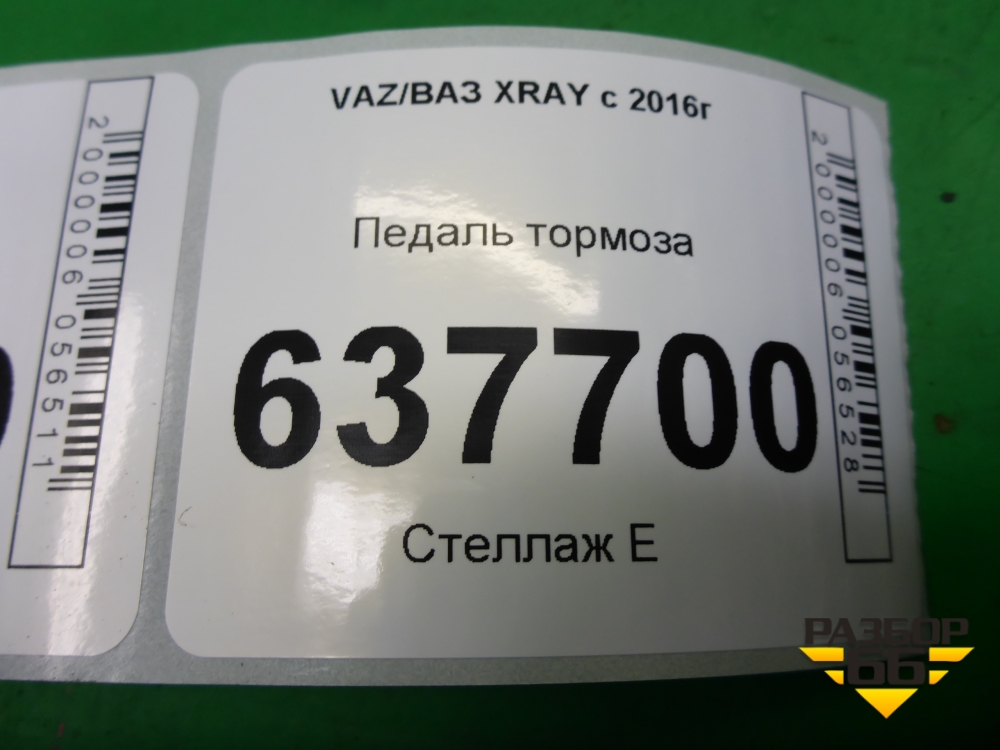 2000006056511
VAZ/ВАЗ XRAY с 2016г
Педаль тормоза
637700
Стеллаж Е
2000006056528
РАЗБОР
66